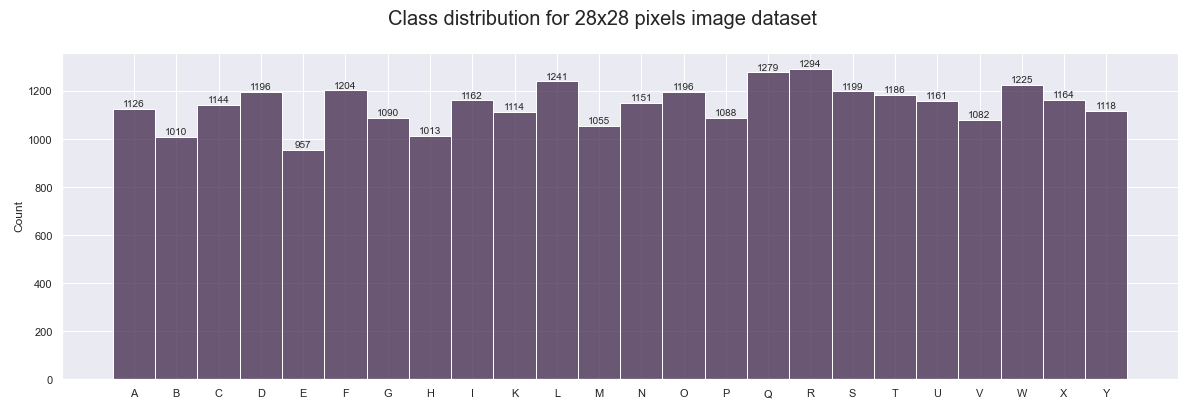 Class distribution for 28x28 pixels image dataset
Count
1200
1000
800
600
400
200
0
1126 1010 1144 1196 957 1204 1090 1013 1162 1114 1241 1055 1151 1196 1088 1279 1294 1199 1186 1161 1082 1225 1164 1118
A B C D E F G H I K L M N O P Q R S T U V W X Y